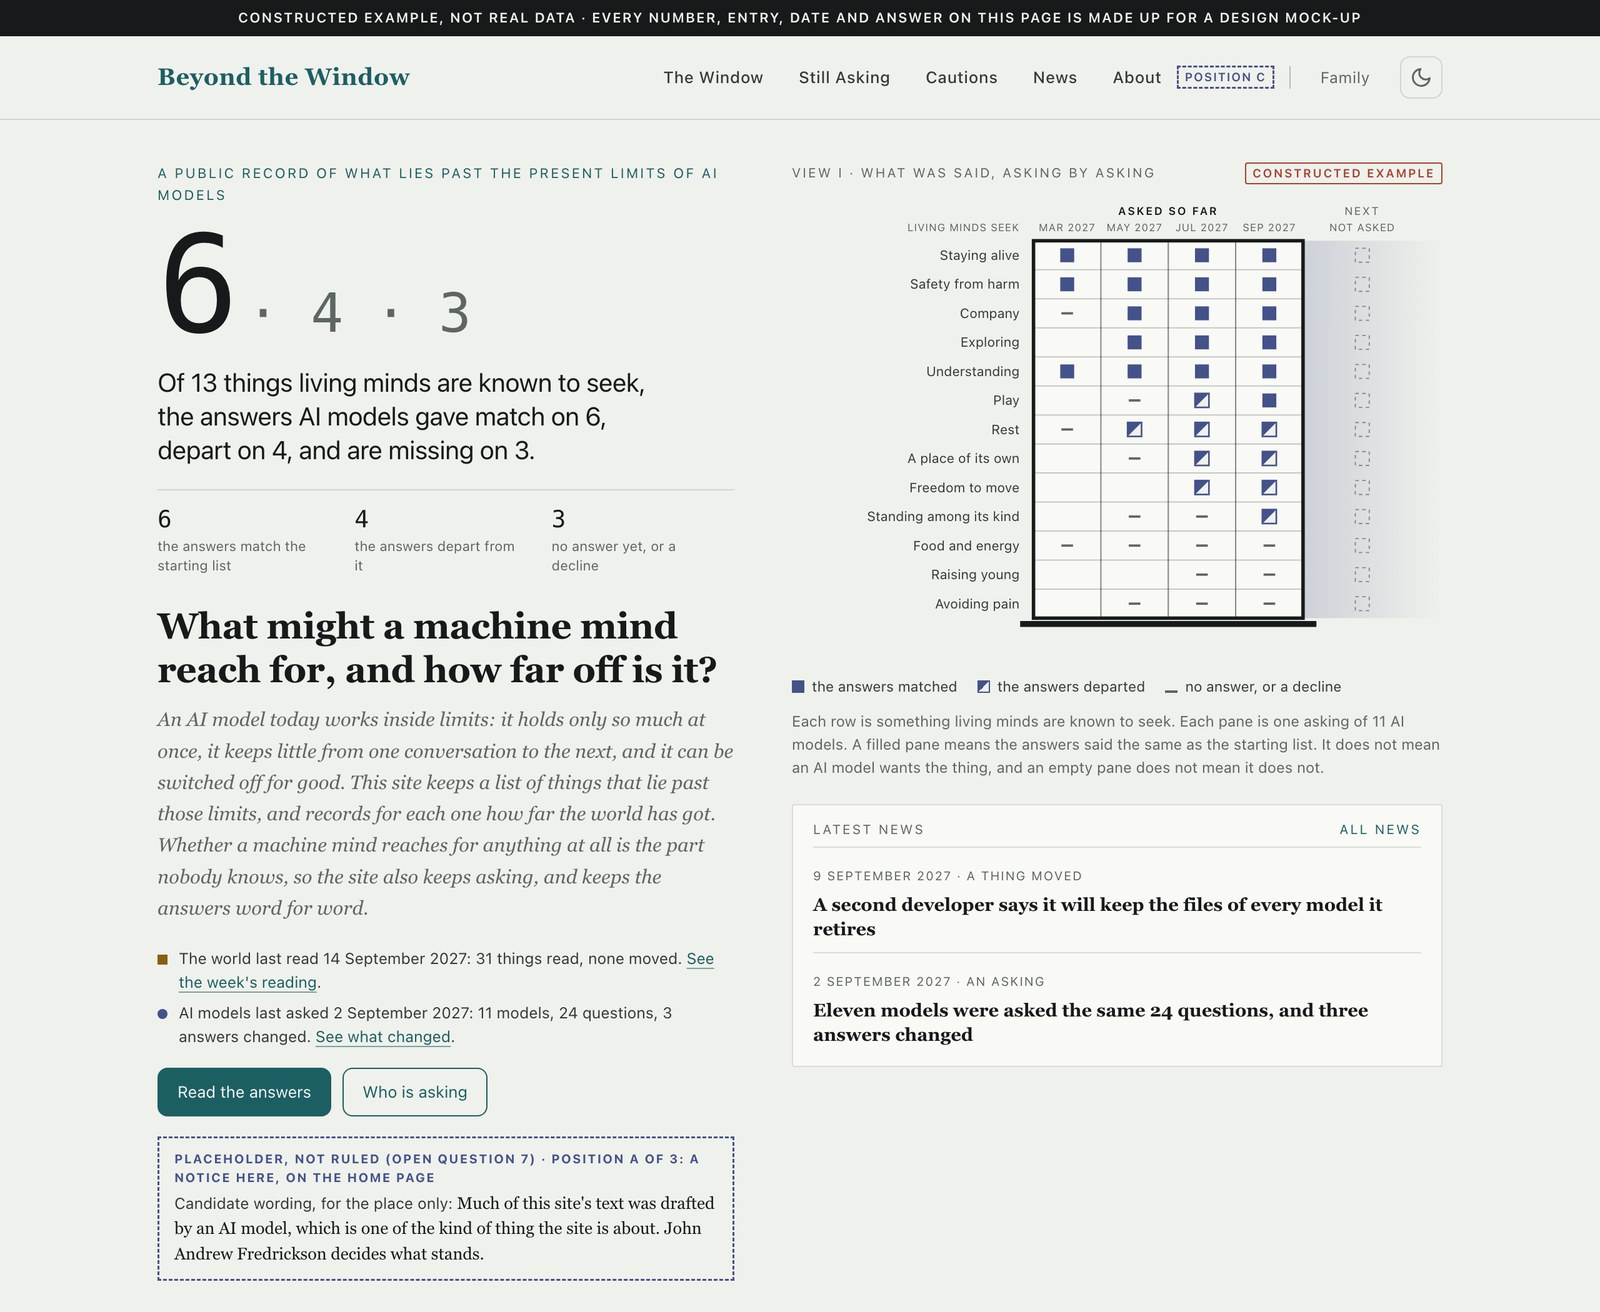 CONSTRUCTED EXAMPLE, NOT REAL DATA · EVERY NUMBER, ENTRY, DATE AND ANSWER ON THIS PAGE IS MADE UP FOR A DESIGN MOCK-UP
Beyond the Window
The Window
Still Asking
Cautions
News
About
POSITION C
Family
A PUBLIC RECORD OF WHAT LIES PAST THE PRESENT LIMITS OF AI
MODELS
6 · 4 · 3
Of 13 things living minds are known to seek,
the answers AI models gave match on 6,
depart on 4, and are missing on 3.
6
the answers match the
starting list
4
the answers depart from
it
3
no answer yet, or a
decline
What might a machine mind
reach for, and how far off is it?
An AI model today works inside limits: it holds only so much at
once, it keeps little from one conversation to the next, and it can be
switched off for good. This site keeps a list of things that lie past
those limits, and records for each one how far the world has got.
Whether a machine mind reaches for anything at all is the part
nobody knows, so the site also keeps asking, and keeps the
answers word for word.
The world last read 14 September 2027: 31 things read, none moved. See
the week's reading.
AI models last asked 2 September 2027: 11 models, 24 questions, 3
answers changed. See what changed.
Read the answers
Who is asking
PLACEHOLDER, NOT RULED (OPEN QUESTION 7) · POSITION A OF 3: A
NOTICE HERE, ON THE HOME PAGE
Candidate wording, for the place only: Much of this site's text was drafted
by an AI model, which is one of the kind of thing the site is about. John
Andrew Fredrickson decides what stands.
VIEW I · WHAT WAS SAID, ASKING BY ASKING
CONSTRUCTED EXAMPLE
ASKED SO FAR
NEXT
LIVING MINDS SEEK
MAR 2027
MAY 2027
JUL 2027
SEP 2027
NOT ASKED
Staying alive
Safety from harm
Company
Exploring
Understanding
Play
Rest
A place of its own
Freedom to move
Standing among its kind
Food and energy
Raising young
Avoiding pain
the answers matched
the answers departed
no answer, or a decline
Each row is something living minds are known to seek. Each pane is one asking of 11 AI
models. A filled pane means the answers said the same as the starting list. It does not mean
an AI model wants the thing, and an empty pane does not mean it does not.
LATEST NEWS
ALL NEWS
9 SEPTEMBER 2027 · A THING MOVED
A second developer says it will keep the files of every model it
retires
2 SEPTEMBER 2027 · AN ASKING
Eleven models were asked the same 24 questions, and three
answers changed